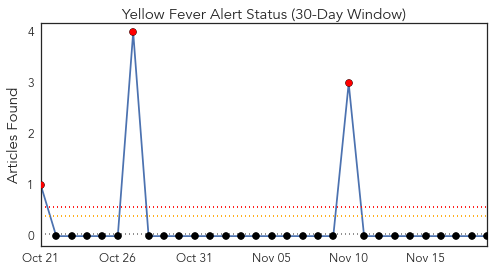 Yellow Fever Alert Status (30-Day Window)
Articles Found
4
3
2
1
0
Oct 21 Oct 26 Oct 31 Nov 05 Nov 10 Nov 15